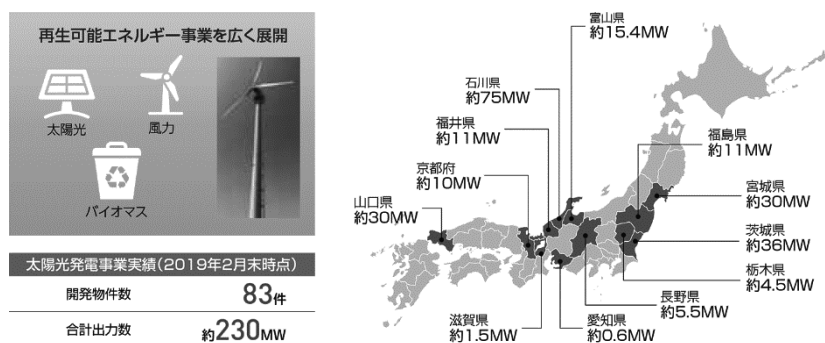 再生可能エネルギー事業を広く展開
太陽光
風力
バイオマス
太陽光発電事業実績(2019年2月末時点)
開発物件数 83件
合計出力数 約230MW
富山県
約15.4MW
石川県
約75MW
福井県
約11MW
京都府
約10MW
山口県
約30MW
福島県
約11MW
宮城県
約30MW
茨城県
約36MW
栃木県
約4.5MW
長野県
約5.5MW
愛知県
約0.6MW
滋賀県
約1.5MW